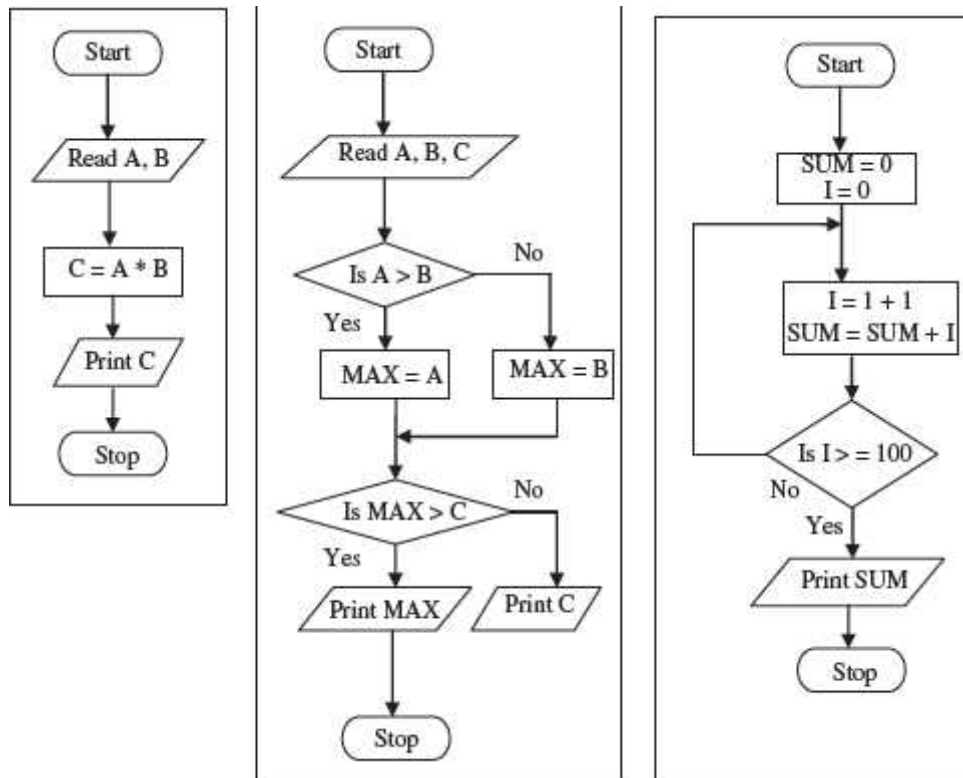 Start
Read A, B
C = A * B
Print C
Stop
Start
Read A, B, C
Is A > B
No
Yes
MAX = A
MAX = B
Is MAX > C
No
Yes
Print MAX
Print C
Stop
Start
SUM = 0
I = 0
I = 1 + 1
SUM = SUM + I
Is I > = 100
No
Yes
Print SUM
Stop